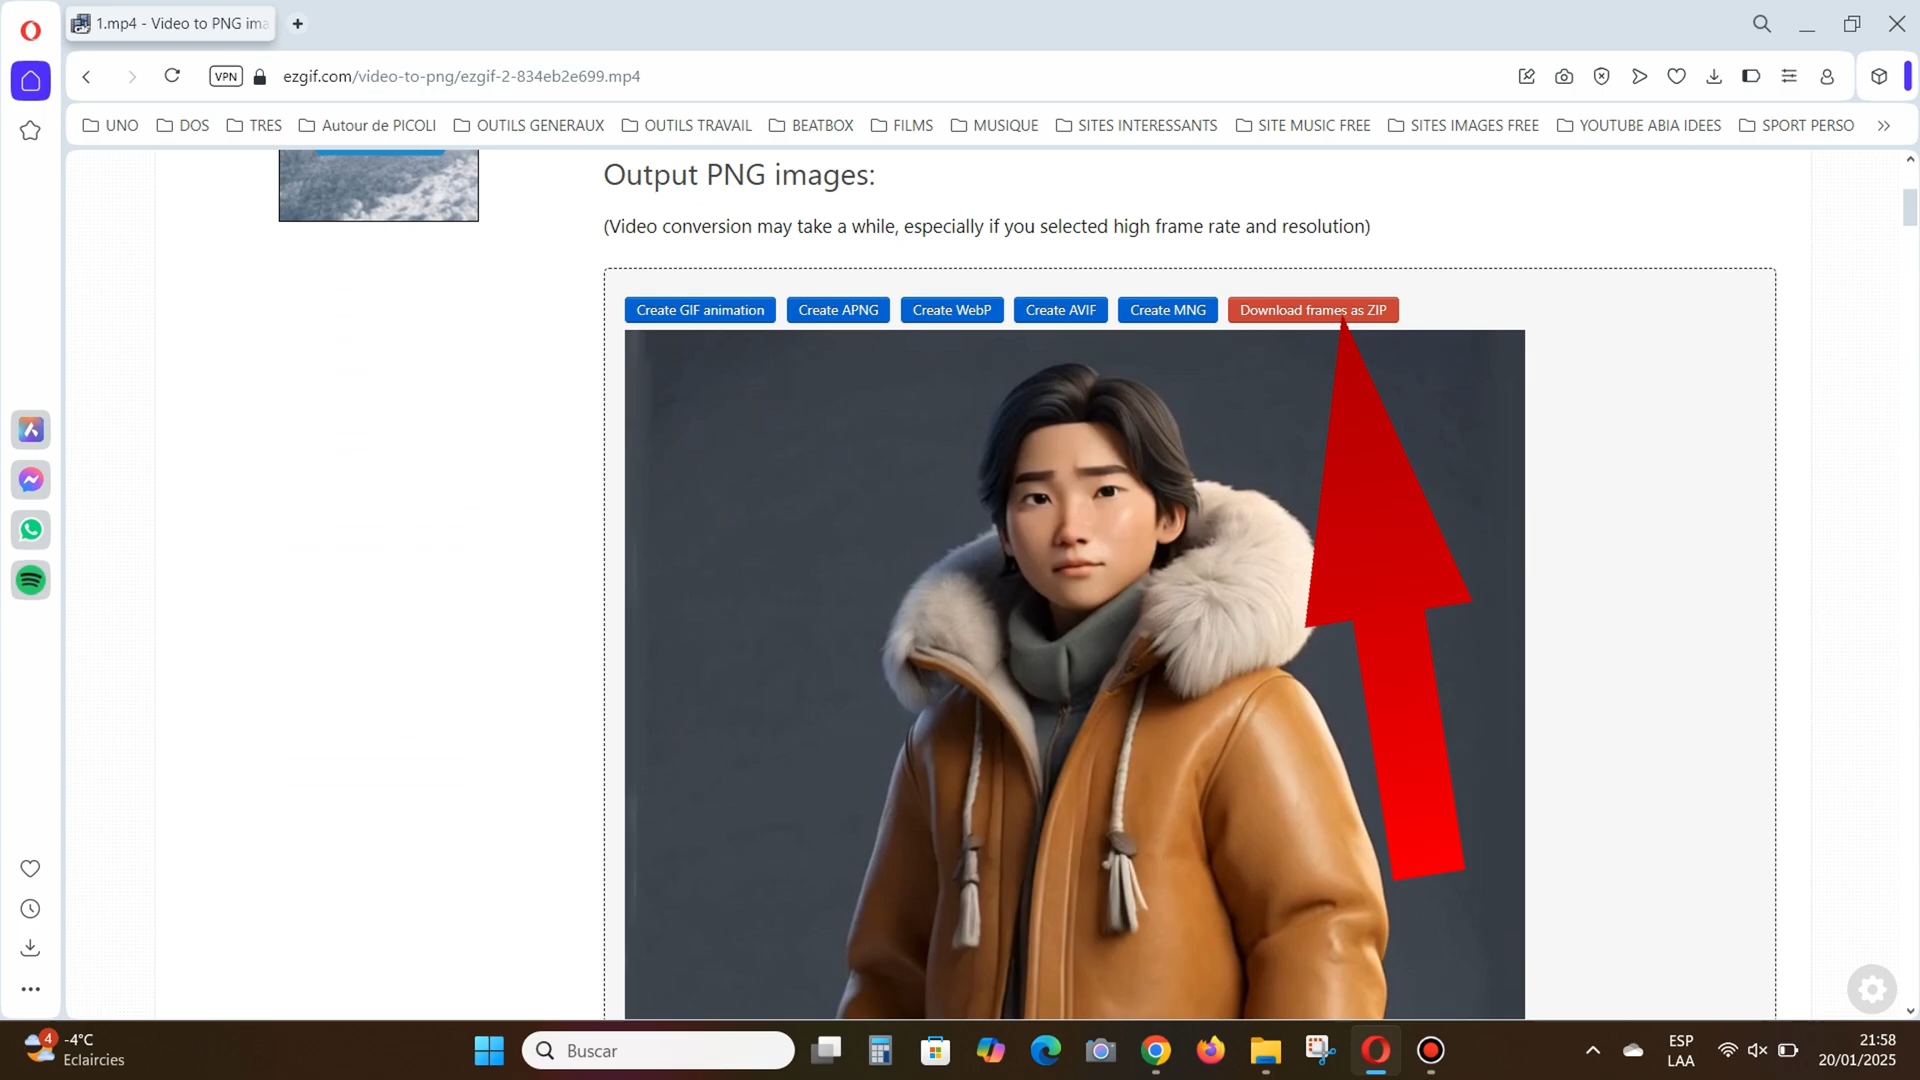 1.mp4 - Video to PNG ima
VPN
ezgif.com/video-to-png/ezgif-2-834eb2e699.mp4
UNO DOS TRES Autour de PICOLI OUTILS GENERAUX OUTILS TRAVAIL BEATBOX FILMS MUSIQUE SITES INTERESSANTS SITE MUSIC FREE SITES IMAGES FREE YOUTUBE ABIA IDEES SPORT PERSO
Output PNG images:
(Video conversion may take a while, especially if you selected high frame rate and resolution)
Create GIF animation Create APNG Create WebP Create AVIF Create MNG Download frames as ZIP
4
-4°C
Eclaircies
Buscar
ESP
LAA
21:58
20/01/2025